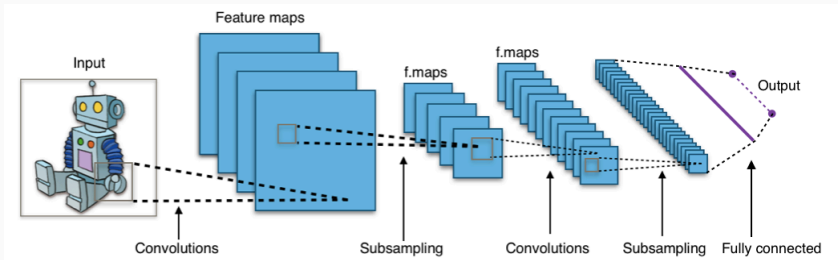 Feature maps
Input
f.maps
f.maps
Output
Convolutions
Subsampling
Convolutions
Subsampling
Fully connected